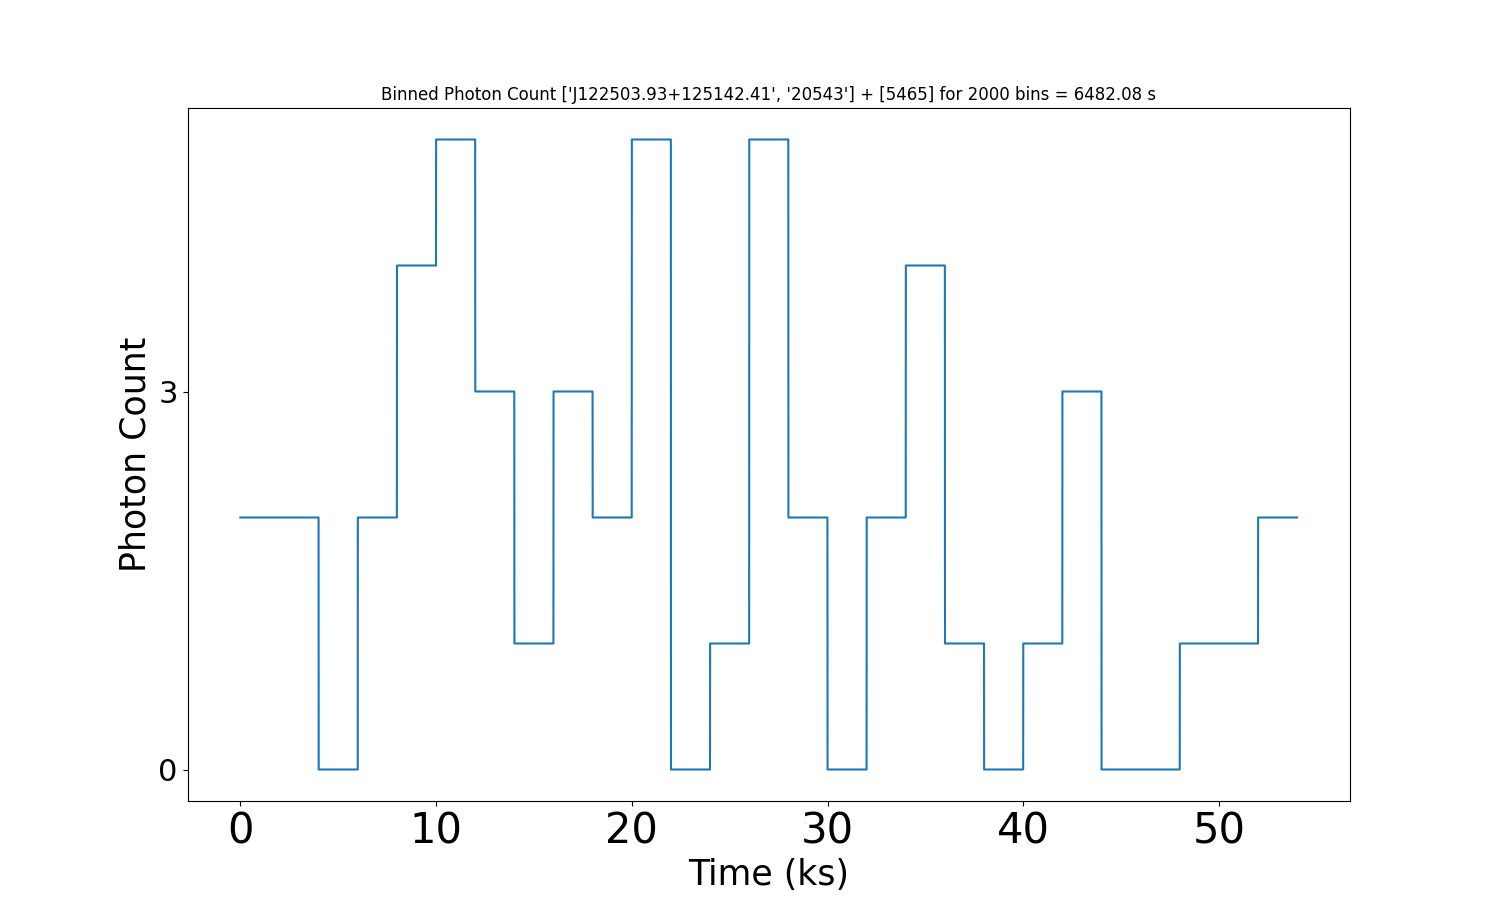 Binned Photon Count ['J122503.93+125142.41', '20543'] + [5465] for 2000 bins = 6482.08 s
Photon Count
3
0
0 10 20 30 40 50
Time (ks)